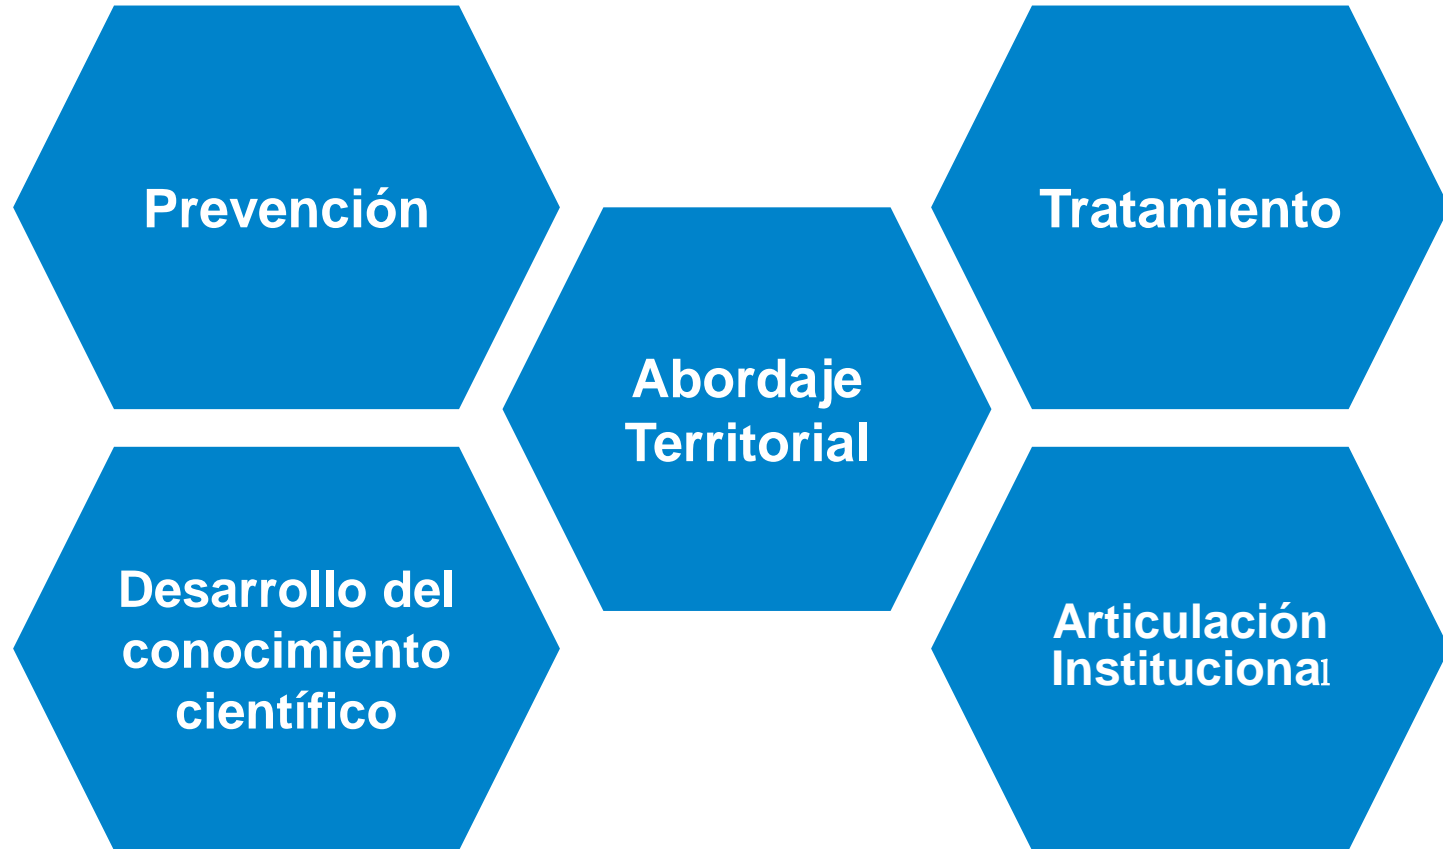 Prevención
Tratamiento
Abordaje
Territorial
Desarrollo del
conocimiento
científico
Articulación
Institucional